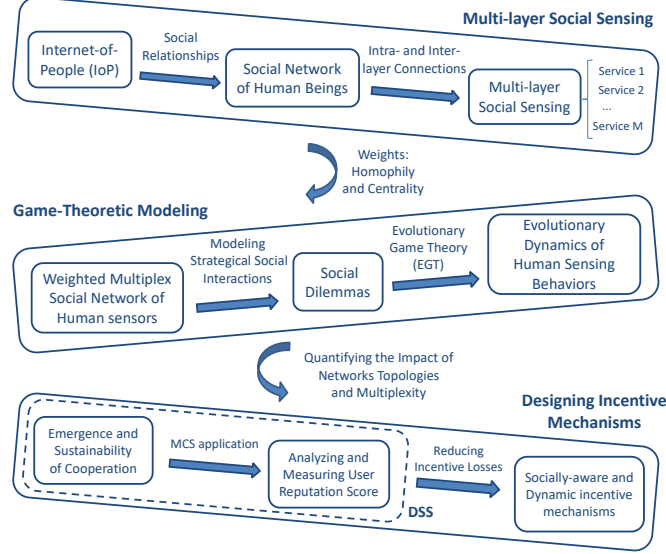 Multi-layer Social Sensing
Internet-of-
People (IoP)
Social
Relationships
Social Network
of Human Beings
Intra- and Inter-
layer Connections
Multi-layer
Social Sensing
Service 1
Service 2
...
Service M
Weights:
Homophily
and Centrality
Game-Theoretic Modeling
Weighted Multiplex
Social Network of
Human sensors
Modeling
Strategical Social
Interactions
Social
Dilemmas
Evolutionary
Game Theory
(EGT)
Evolutionary
Dynamics of
Human Sensing
Behaviors
Quantifying the Impact of
Networks Topologies
and Multiplexity
Designing Incentive
Mechanisms
Emergence and
Sustainability
of Cooperation
MCS application
Analyzing and
Measuring User
Reputation Score
DSS
Reducing
Incentive Losses
Socially-aware and
Dynamic incentive
mechanisms